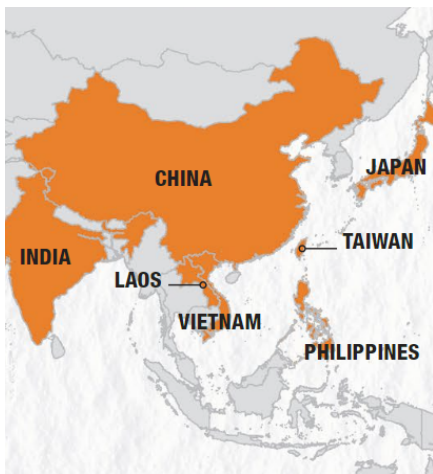 CHINA
JAPAN
TAIWAN
INDIA
LAOS
VIETNAM
PHILIPPINES